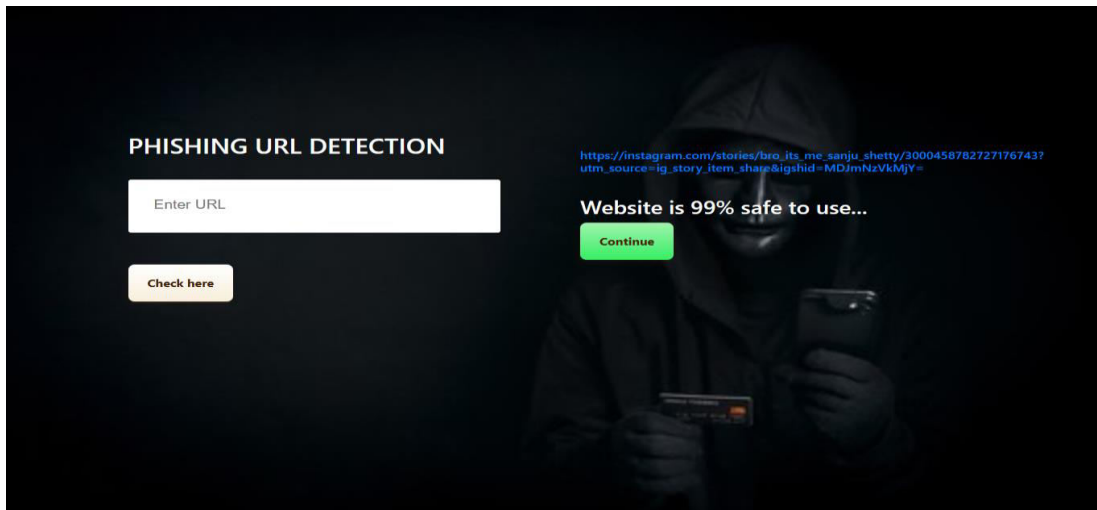 PHISHING URL DETECTION
Enter URL
Check here
https://instagram.com/stories/bro_its_me_sanju_shetty/3000458782727176743?
utm_source=ig_story_item_share&igshid=MDJmNzVkMjY=
Website is 99% safe to use...
Continue